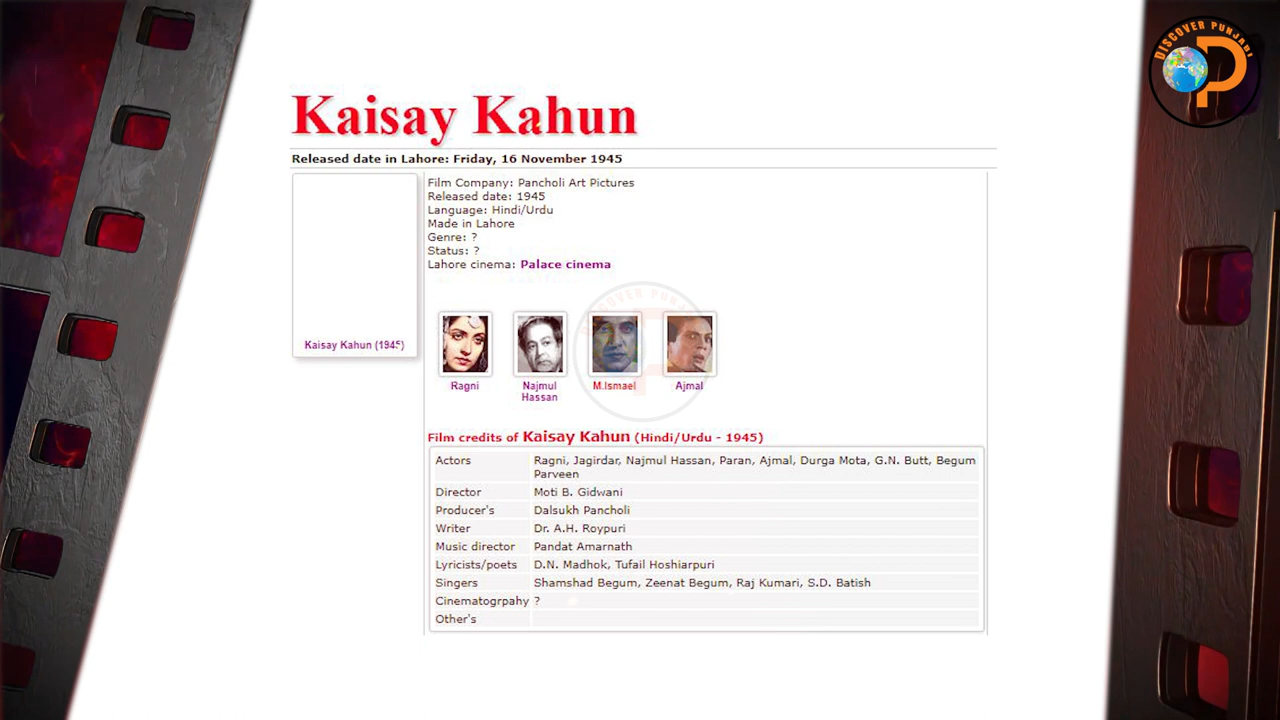 DISCOVER PUNJABI
Kaisay Kahun
Released date in Lahore: Friday, 16 November 1945
Film Company: Pancholi Art Pictures
Released date: 1945
Language: Hindi/Urdu
Made in Lahore
Genre: ?
Status: ?
Lahore cinema: Palace cinema
Kaisay Kahun (1945)
Ragni
Najmul
Hassan
M.Ismael
Ajmal
Film credits of Kaisay Kahun (Hindi/Urdu - 1945)
Actors Ragni, Jagirdar, Najmul Hassan, Paran, Ajmal, Durga Mota, G.N. Butt, Begum
Parveen
Director Moti B. Gidwani
Producer's Dalsukh Pancholi
Writer Dr. A.H. Roypuri
Music director Pandat Amarnath
Lyricists/poets D.N. Madhok, Tufail Hoshiarpuri
Singers Shamshad Begum, Zeenat Begum, Raj Kumari, S.D. Batish
Cinematogrpahy ?
Other's